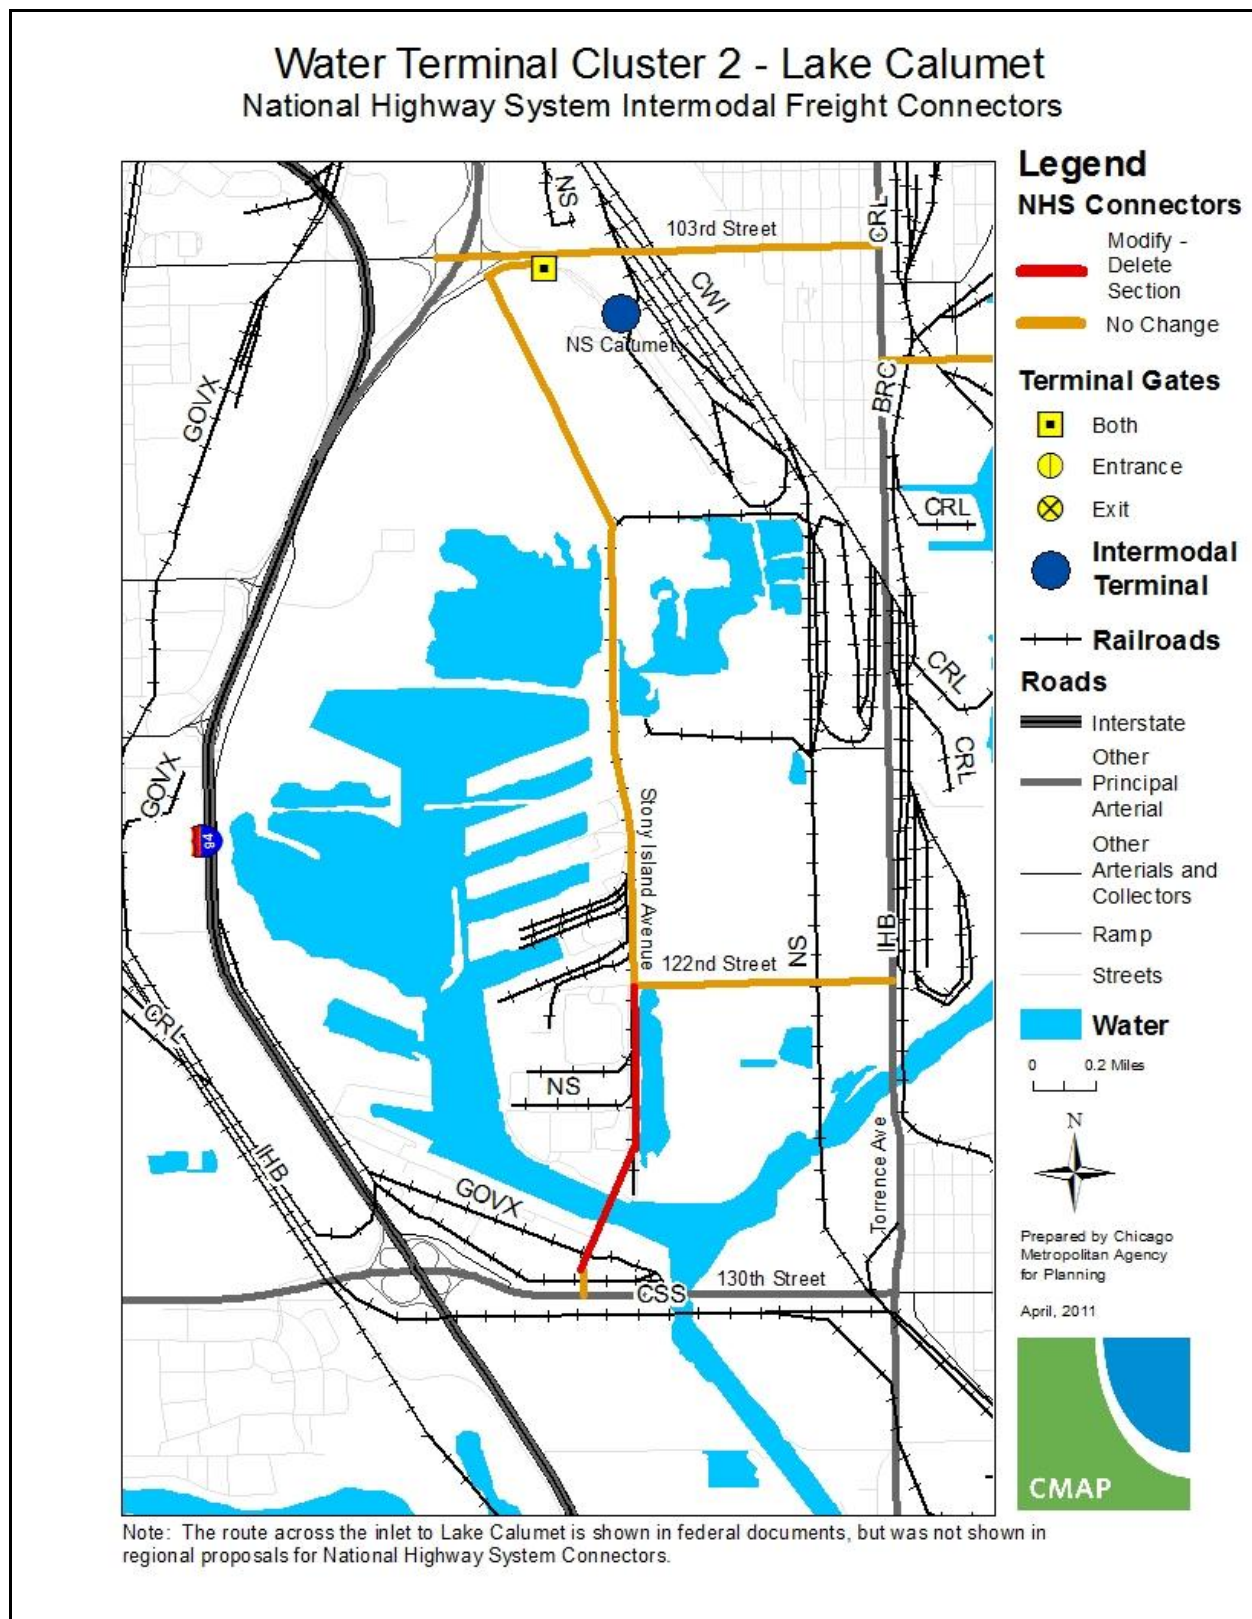 Water Terminal Cluster 2 - Lake Calumet
National Highway System Intermodal Freight Connectors
NS
103rd Street
CRL
CWI
NS Calumet
GOVX
BRC
CRL
CRL
CRL
GOVX
94
Stony Island Avenue
IHB
NS
122nd Street
CRL
NS
IHB
GOVX
Torrence Ave
130th Street
CSS
Legend
NHS Connectors
Modify -
Delete
Section
No Change
Terminal Gates
Both
Entrance
Exit
Intermodal
Terminal
Railroads
Roads
Interstate
Other
Principal
Arterial
Other
Arterials and
Collectors
Ramp
Streets
Water
0 0.2 Miles
N
Prepared by Chicago
Metropolitan Agency
for Planning
April, 2011
CMAP
Note: The route across the inlet to Lake Calumet is shown in federal documents, but was not shown in
regional proposals for National Highway System Connectors.